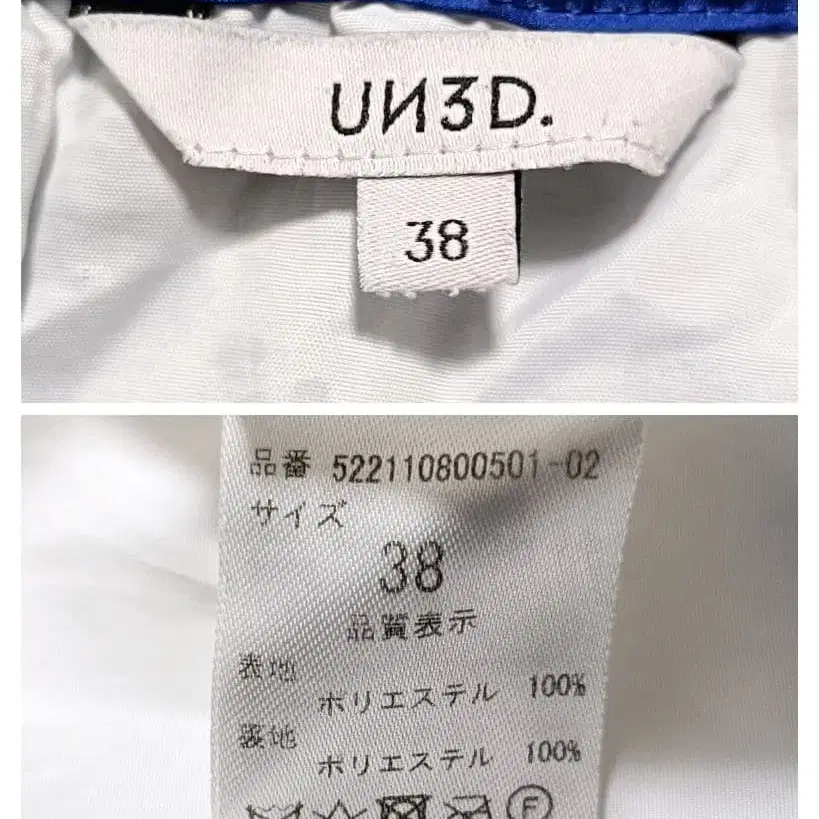 UN3D.
38
品番 522110800501-02
サイズ
38
品質表示
表地
ポリエステル 100%
裏地
ポリエステル 100%
F